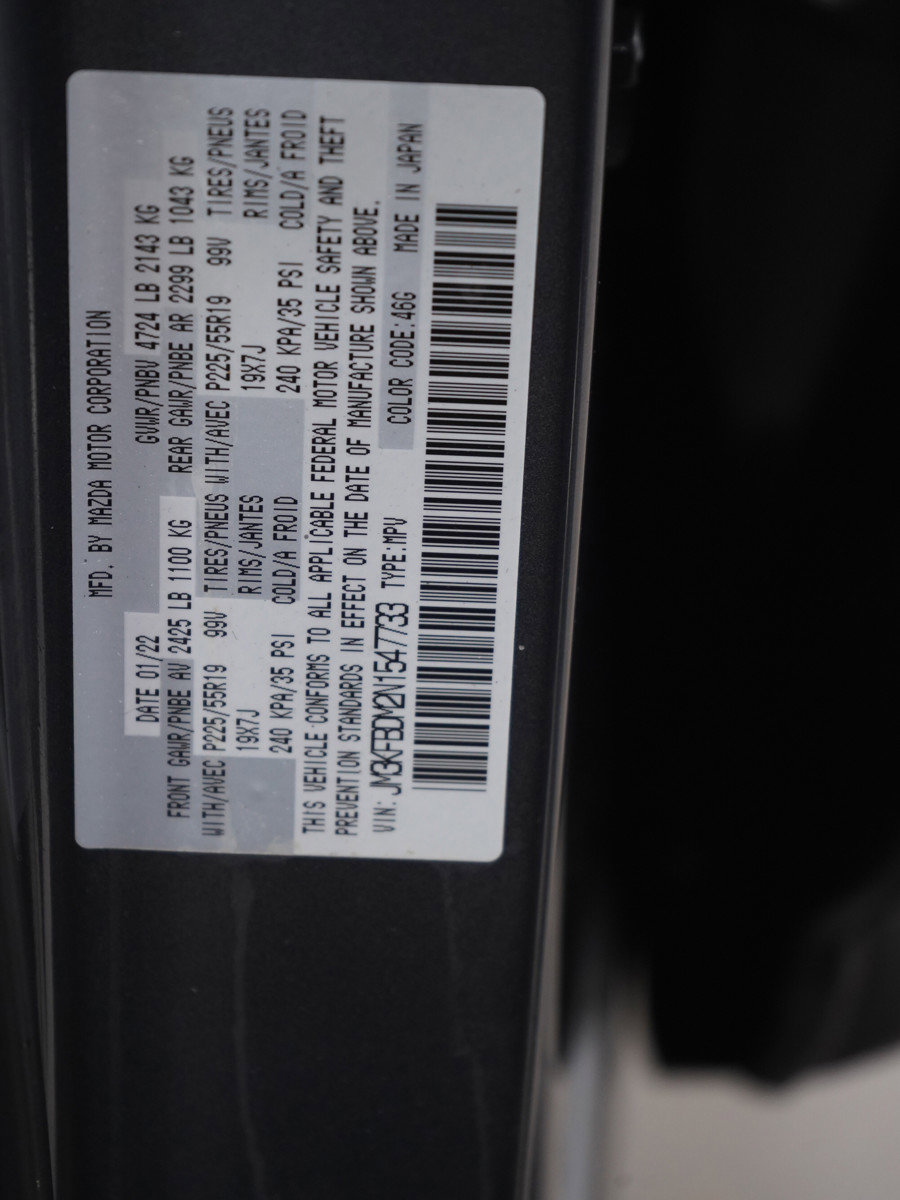 MFD. BY MAZDA MOTOR CORPORATION
DATE 01/22 GVWR/PNBV 4724 LB 2143 KG
FRONT GAWR/PNBE AV 2425 LB 1100 KG REAR GAWR/PNBE AR 2299 LB 1043 KG
WITH/AVEC P225/55R19 99V TIRES/PNEUS WITH/AVEC P225/55R19 99V TIRES/PNEUS
19X7J RIMS/JANTES 19X7J RIMS/JANTES
240 KPA/35 PSI COLD/A FROID 240 KPA/35 PSI COLD/A FROID
THIS VEHICLE CONFORMS TO ALL APPLICABLE FEDERAL MOTOR VEHICLE SAFETY AND THEFT
PREVENTION STANDARDS IN EFFECT ON THE DATE OF MANUFACTURE SHOWN ABOVE.
VIN: JM3KFBDM2N1547733 TYPE:MPV COLOR CODE:46G MADE IN JAPAN